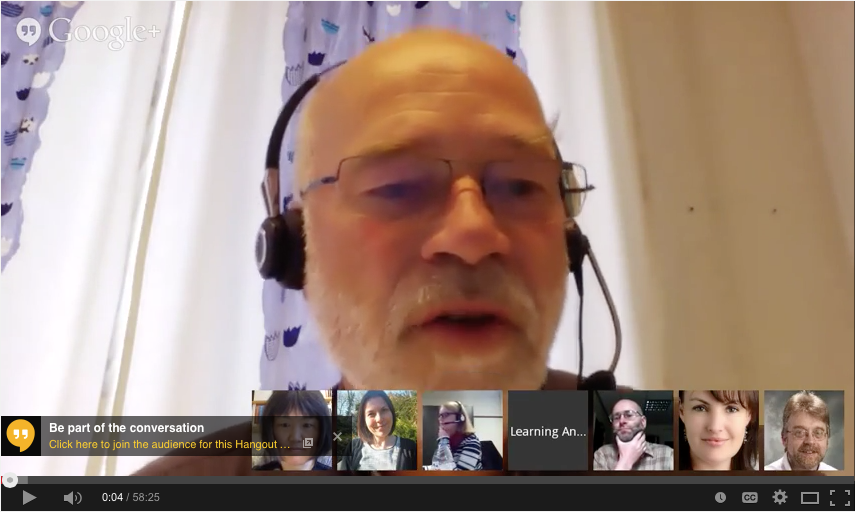 Google+
Be part of the conversation
Click here to join the audience for this Hangout ...
Learning An...
0:04 / 58:25
CC